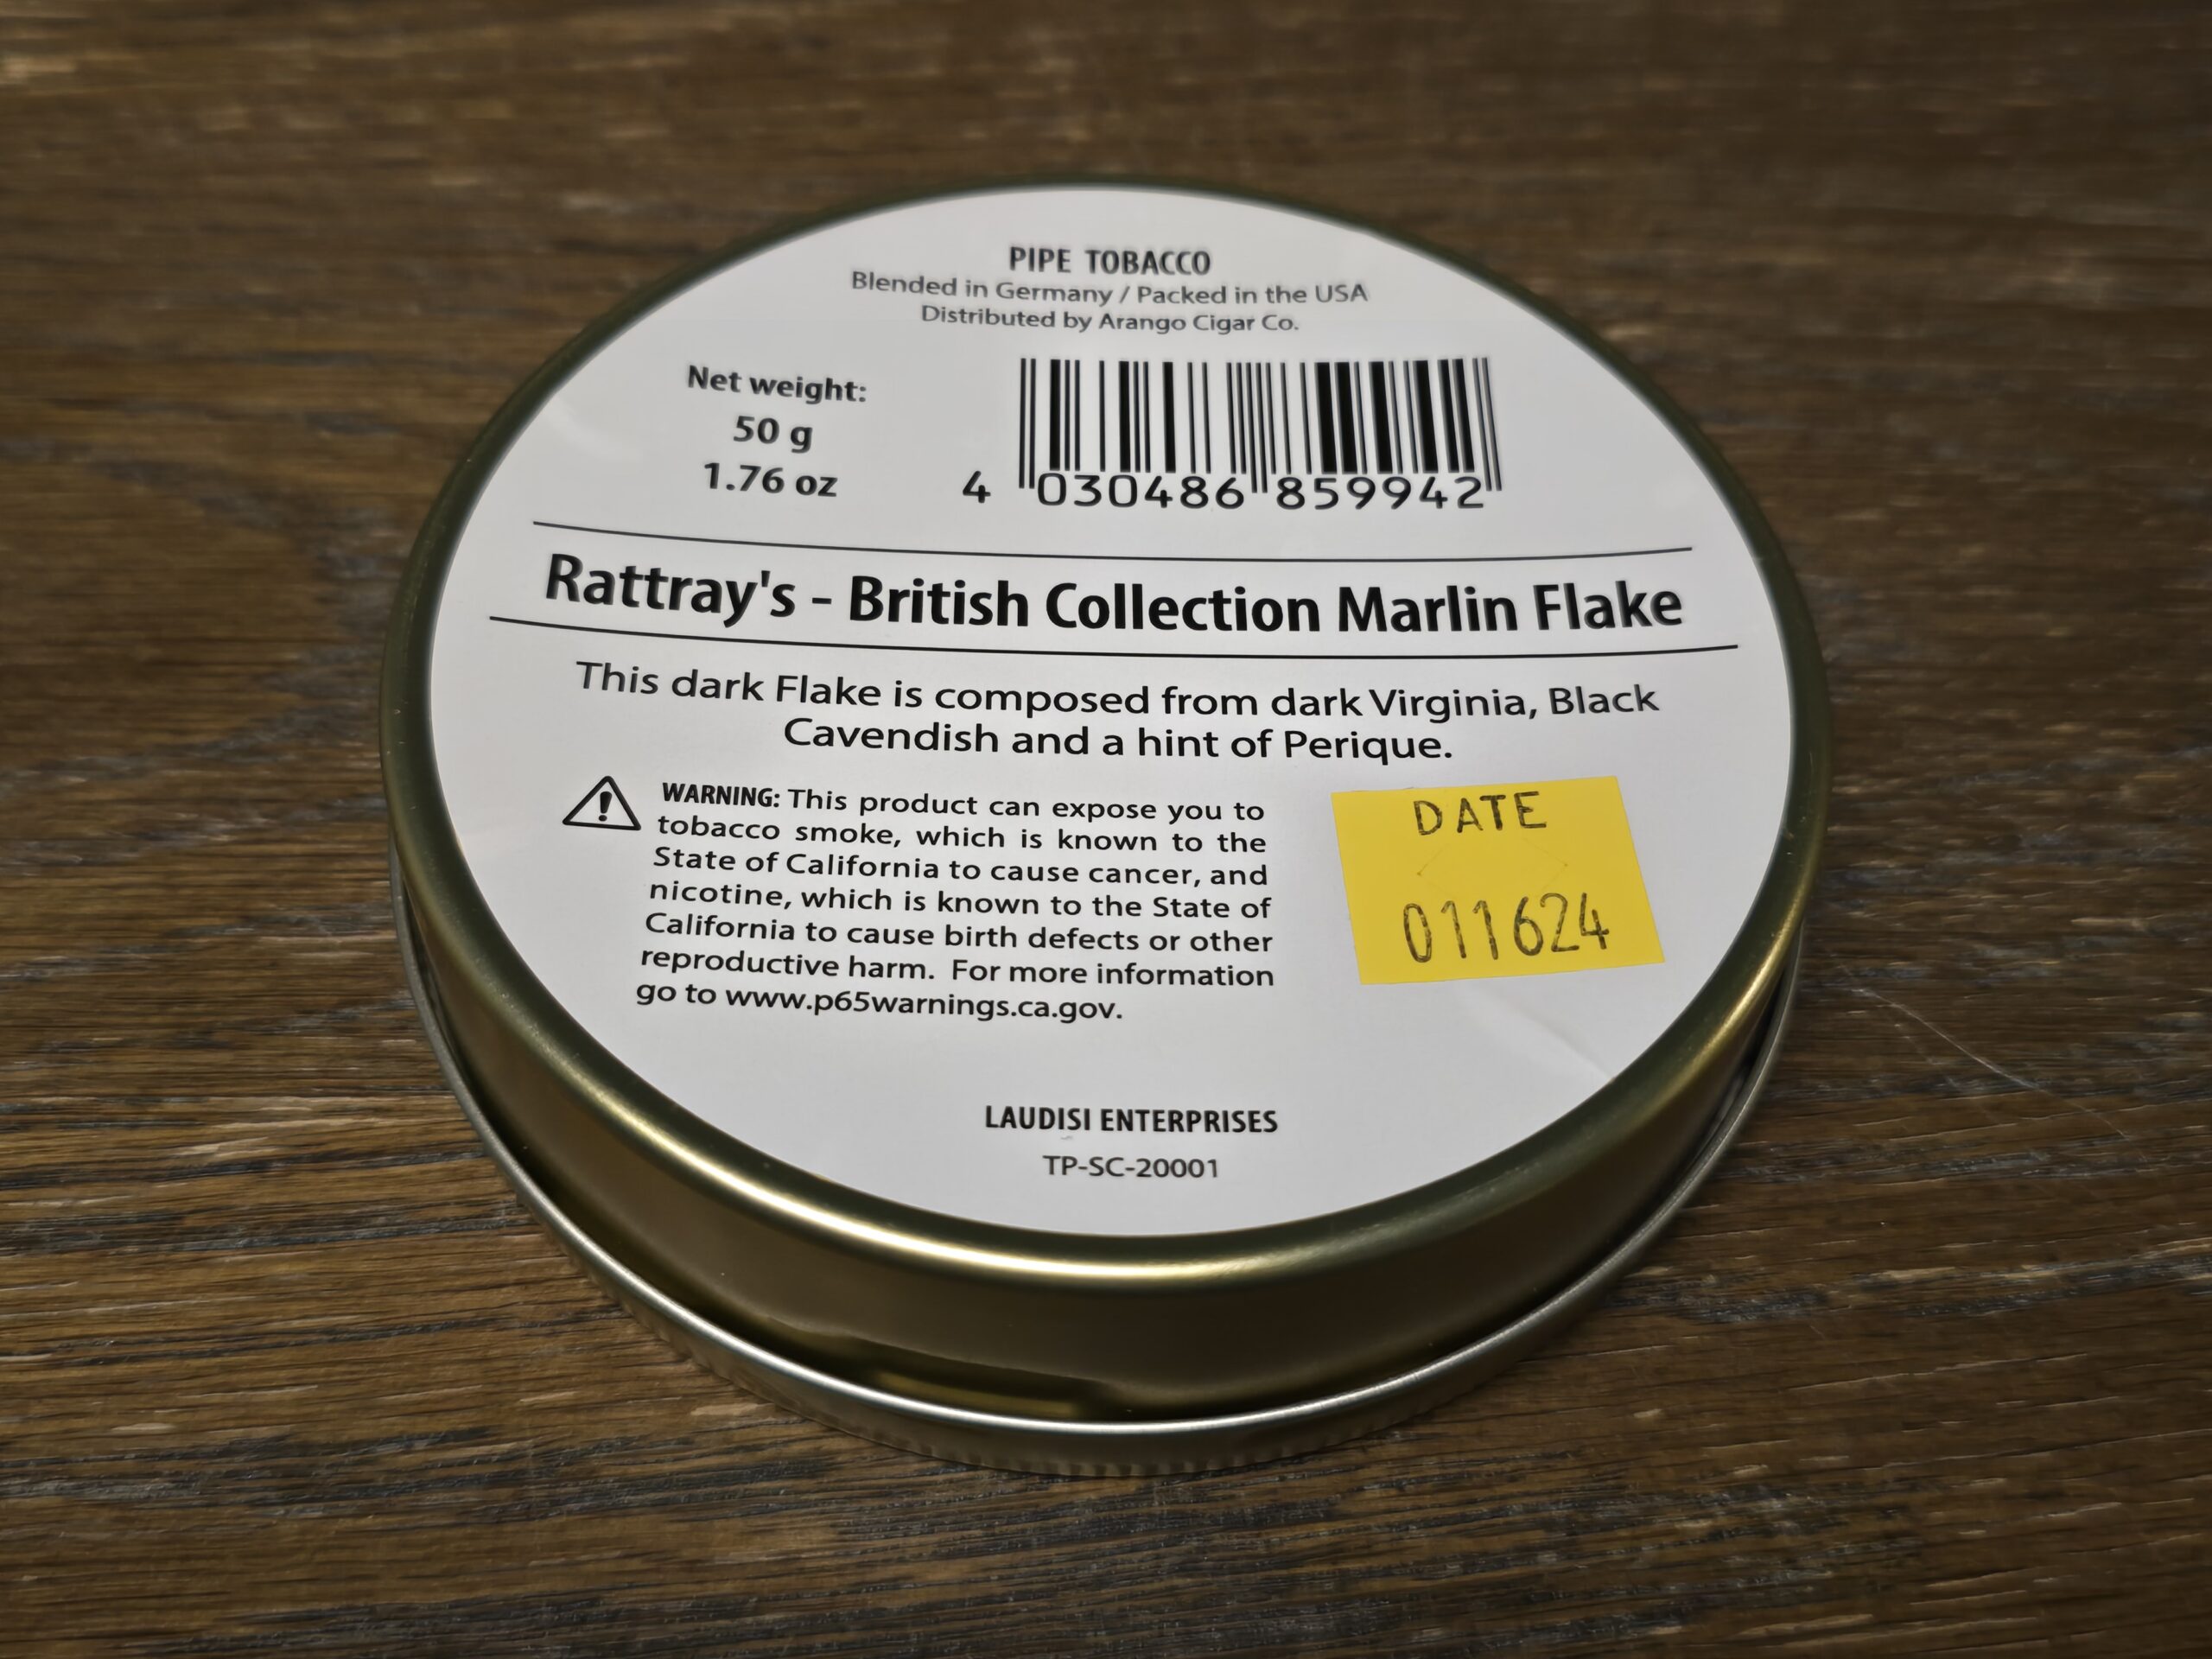 PIPE TOBACCO
Blended in Germany / Packed in the USA
Distributed by Arango Cigar Co.
Net weight:
50 g
1.76 oz
4 030486 859942
Rattray's - British Collection Marlin Flake
This dark Flake is composed from dark Virginia, Black
Cavendish and a hint of Perique.
WARNING: This product can expose you to
tobacco smoke, which is known to the
State of California to cause cancer, and
nicotine, which is known to the State of
California to cause birth defects or other
reproductive harm. For more information
go to www.p65warnings.ca.gov.
DATE
011624
LAUDISI ENTERPRISES
TP-SC-20001